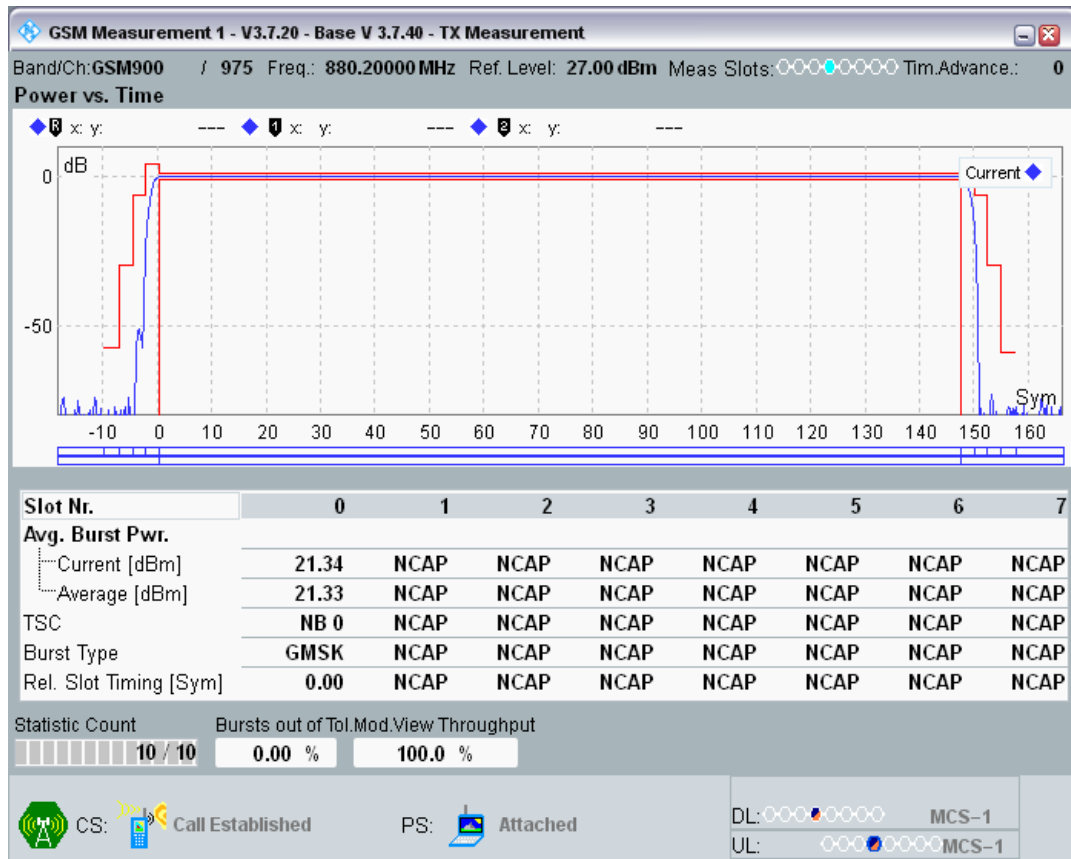 GSM Measurement 1 - V3.7.20 - Base V 3.7.40 - TX Measurement
Band/Ch:GSM900 / 975 Freq.: 880.20000 MHz Ref. Level: 27.00 dBm Meas Slots: Tim.Advance.: 0
Power vs. Time
R x: y: --- 1 x: y: --- 2 x: y: ---
dB
Current
0
-50
Sym
-10 0 10 20 30 40 50 60 70 80 90 100 110 120 130 140 150 160
Slot Nr. 0 1 2 3 4 5 6 7
Avg. Burst Pwr.
Current [dBm] 21.34 NCAP NCAP NCAP NCAP NCAP NCAP NCAP
Average [dBm] 21.33 NCAP NCAP NCAP NCAP NCAP NCAP NCAP
TSC NB 0 NCAP NCAP NCAP NCAP NCAP NCAP NCAP
Burst Type GMSK NCAP NCAP NCAP NCAP NCAP NCAP NCAP
Rel. Slot Timing [Sym] 0.00 NCAP NCAP NCAP NCAP NCAP NCAP NCAP
Statistic Count Bursts out of Tol.Mod.View Throughput
10 / 10 0.00 % 100.0 %
CS: Call Established PS: Attached
DL: MCS-1
UL: MCS-1